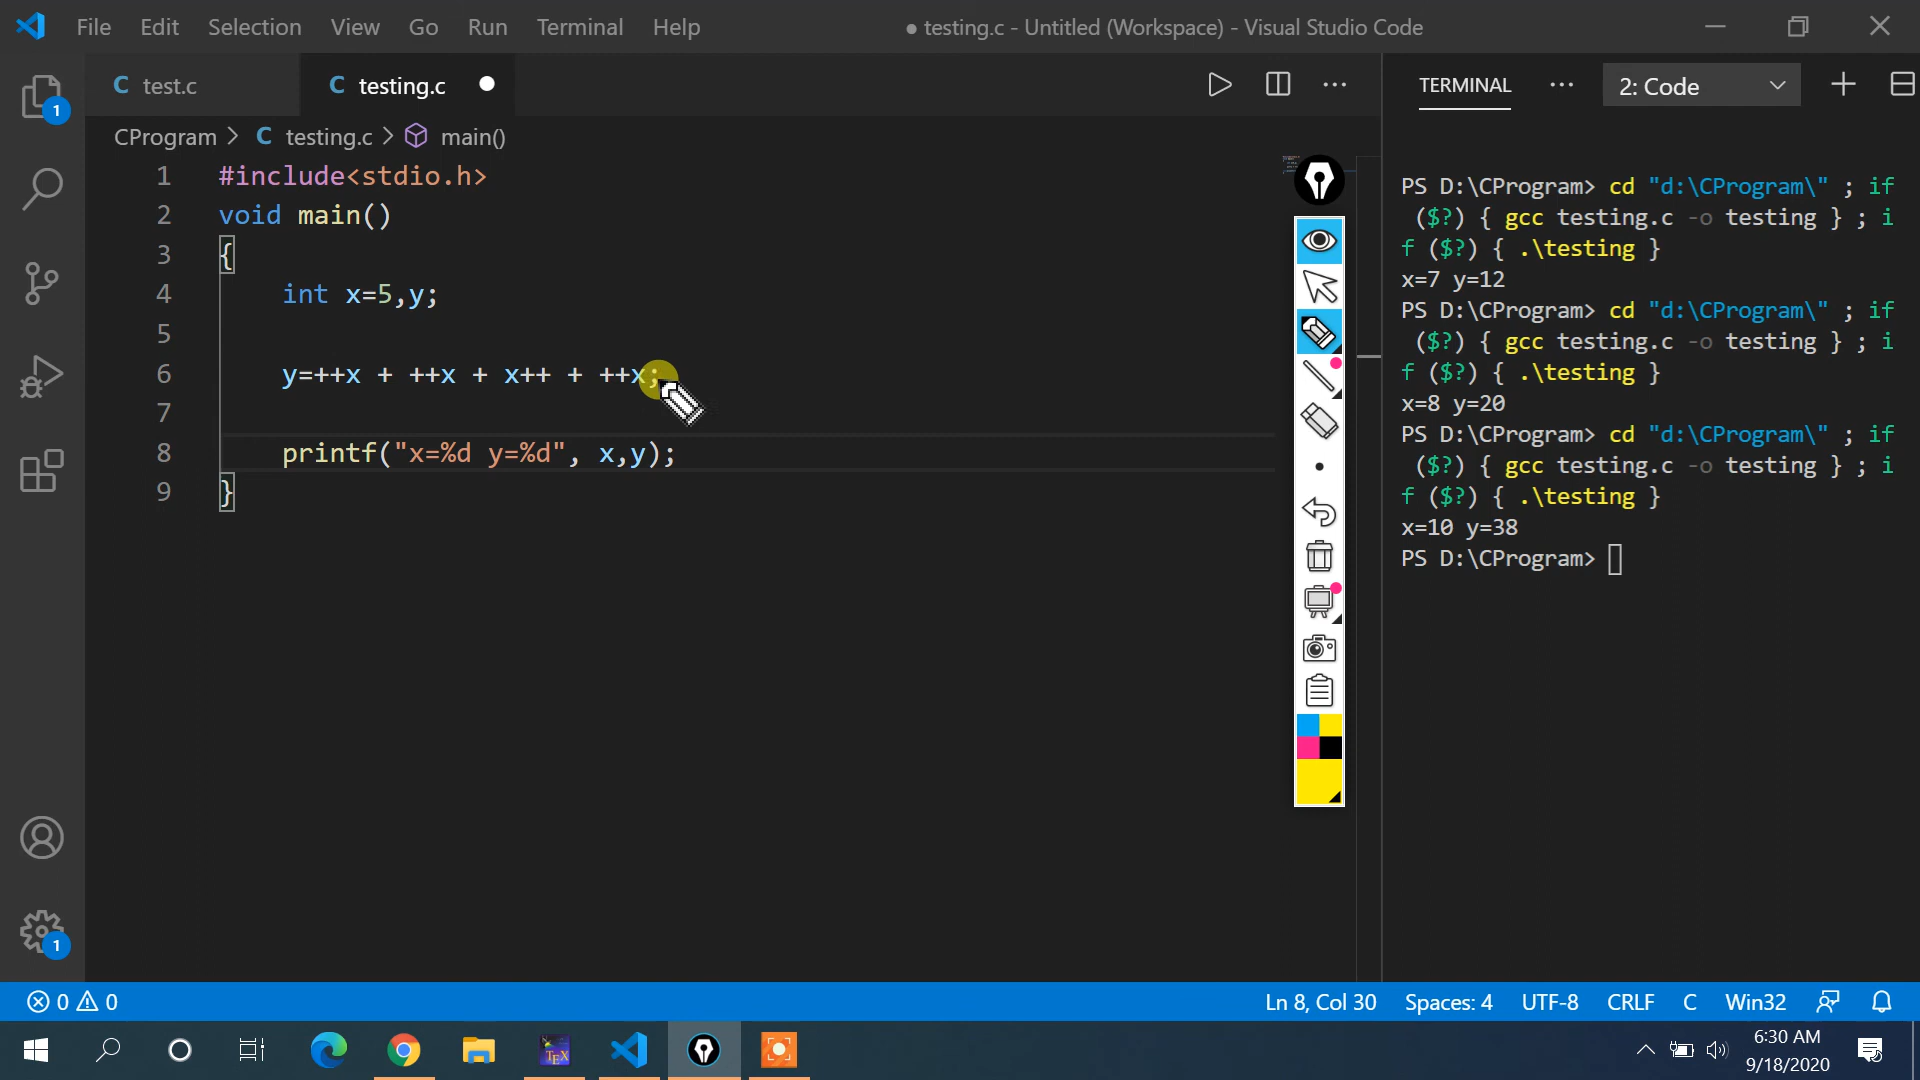 File Edit Selection View Go Run Terminal Help ● testing.c - Untitled (Workspace) - Visual Studio Code
C test.c C testing.c
TERMINAL ··· 2: Code
CProgram > C testing.c > main()
1 #include<stdio.h>
2 void main()
3 {
4 int x=5,y;
5
6 y=++x + ++x + x++ + ++x;
7
8 printf("x=%d y=%d", x,y);
9 }
PS D:\CProgram> cd "d:\CProgram\" ; if
($?) { gcc testing.c -o testing } ; i
f ($?) { .\testing }
x=7 y=12
PS D:\CProgram> cd "d:\CProgram\" ; if
($?) { gcc testing.c -o testing } ; i
f ($?) { .\testing }
x=8 y=20
PS D:\CProgram> cd "d:\CProgram\" ; if
($?) { gcc testing.c -o testing } ; i
f ($?) { .\testing }
x=10 y=38
PS D:\CProgram>
1
1
0 0 Ln 8, Col 30 Spaces: 4 UTF-8 CRLF C Win32
TEX
6:30 AM
9/18/2020